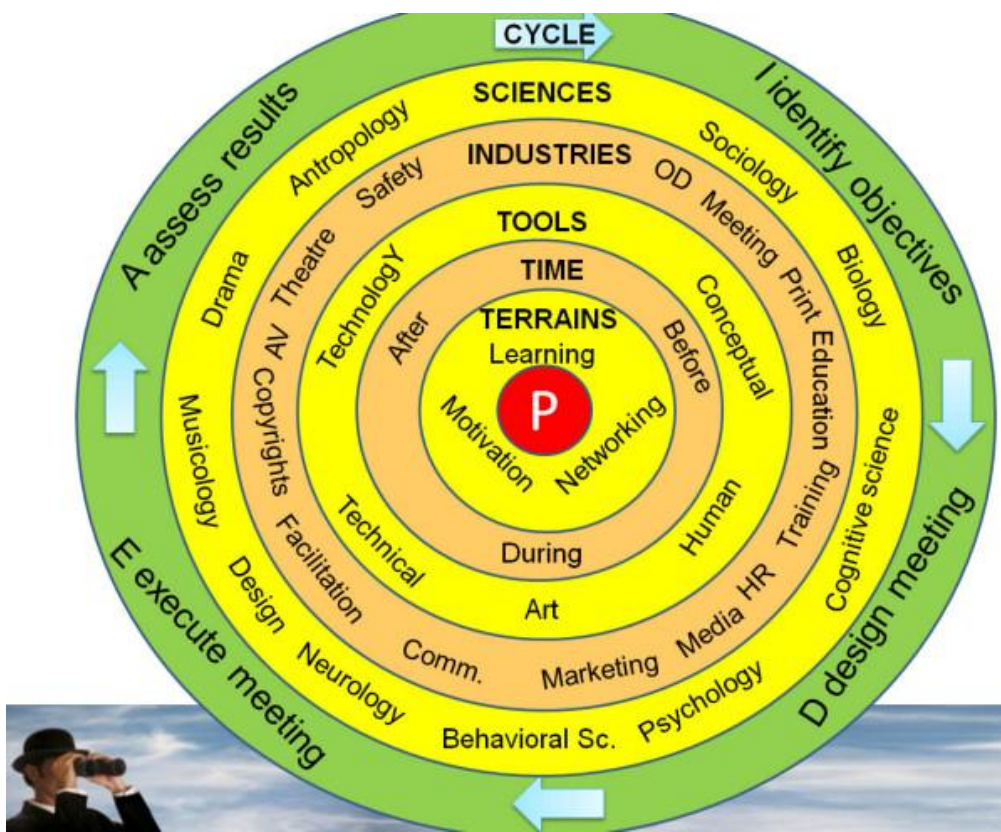 CYCLE
I identify objectives
D design meeting
E execute meeting
A assess results
SCIENCES
Sociology
Biology
Cognitive science
Psychology
Behavioral Sc.
Neurology
Design
Musicology
Drama
Antropology
INDUSTRIES
OD
Meeting
Print
Education
Training
HR
Media
Marketing
Comm.
Facilitation
Copyrights
AV
Theatre
Safety
TOOLS
Conceptual
Human
Art
Technical
TechnologY
TIME
Before
During
After
TERRAINS
Learning
Networking
Motivation
P